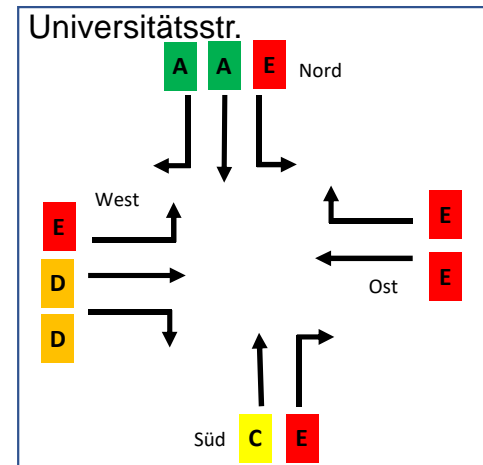 Universitätsstr.
A A E Nord
West
E E
D E
Ost
D
Süd C E